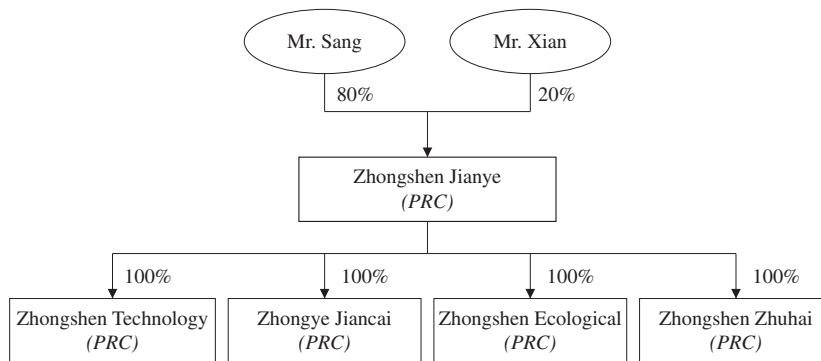 Mr. Sang
Mr. Xian
80%
20%
Zhongshen Jianye
(PRC)
100%
100%
100%
100%
Zhongshen Technology
(PRC)
Zhongye Jiancai
(PRC)
Zhongshen Ecological
(PRC)
Zhongshen Zhuhai
(PRC)